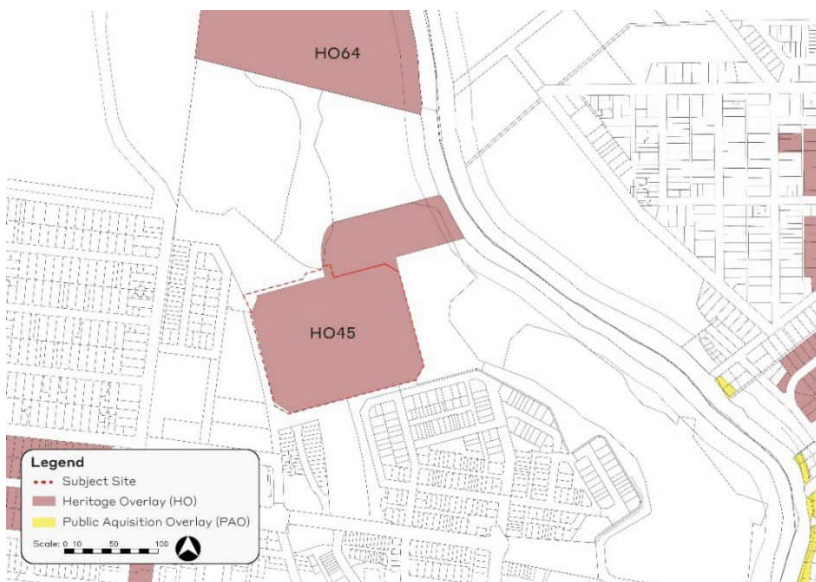 HO64
HO45
Legend
Subject Site
Heritage Overlay (HO)
Public Aquisition Overlay (PAO)
Scale: 0 10 50 100